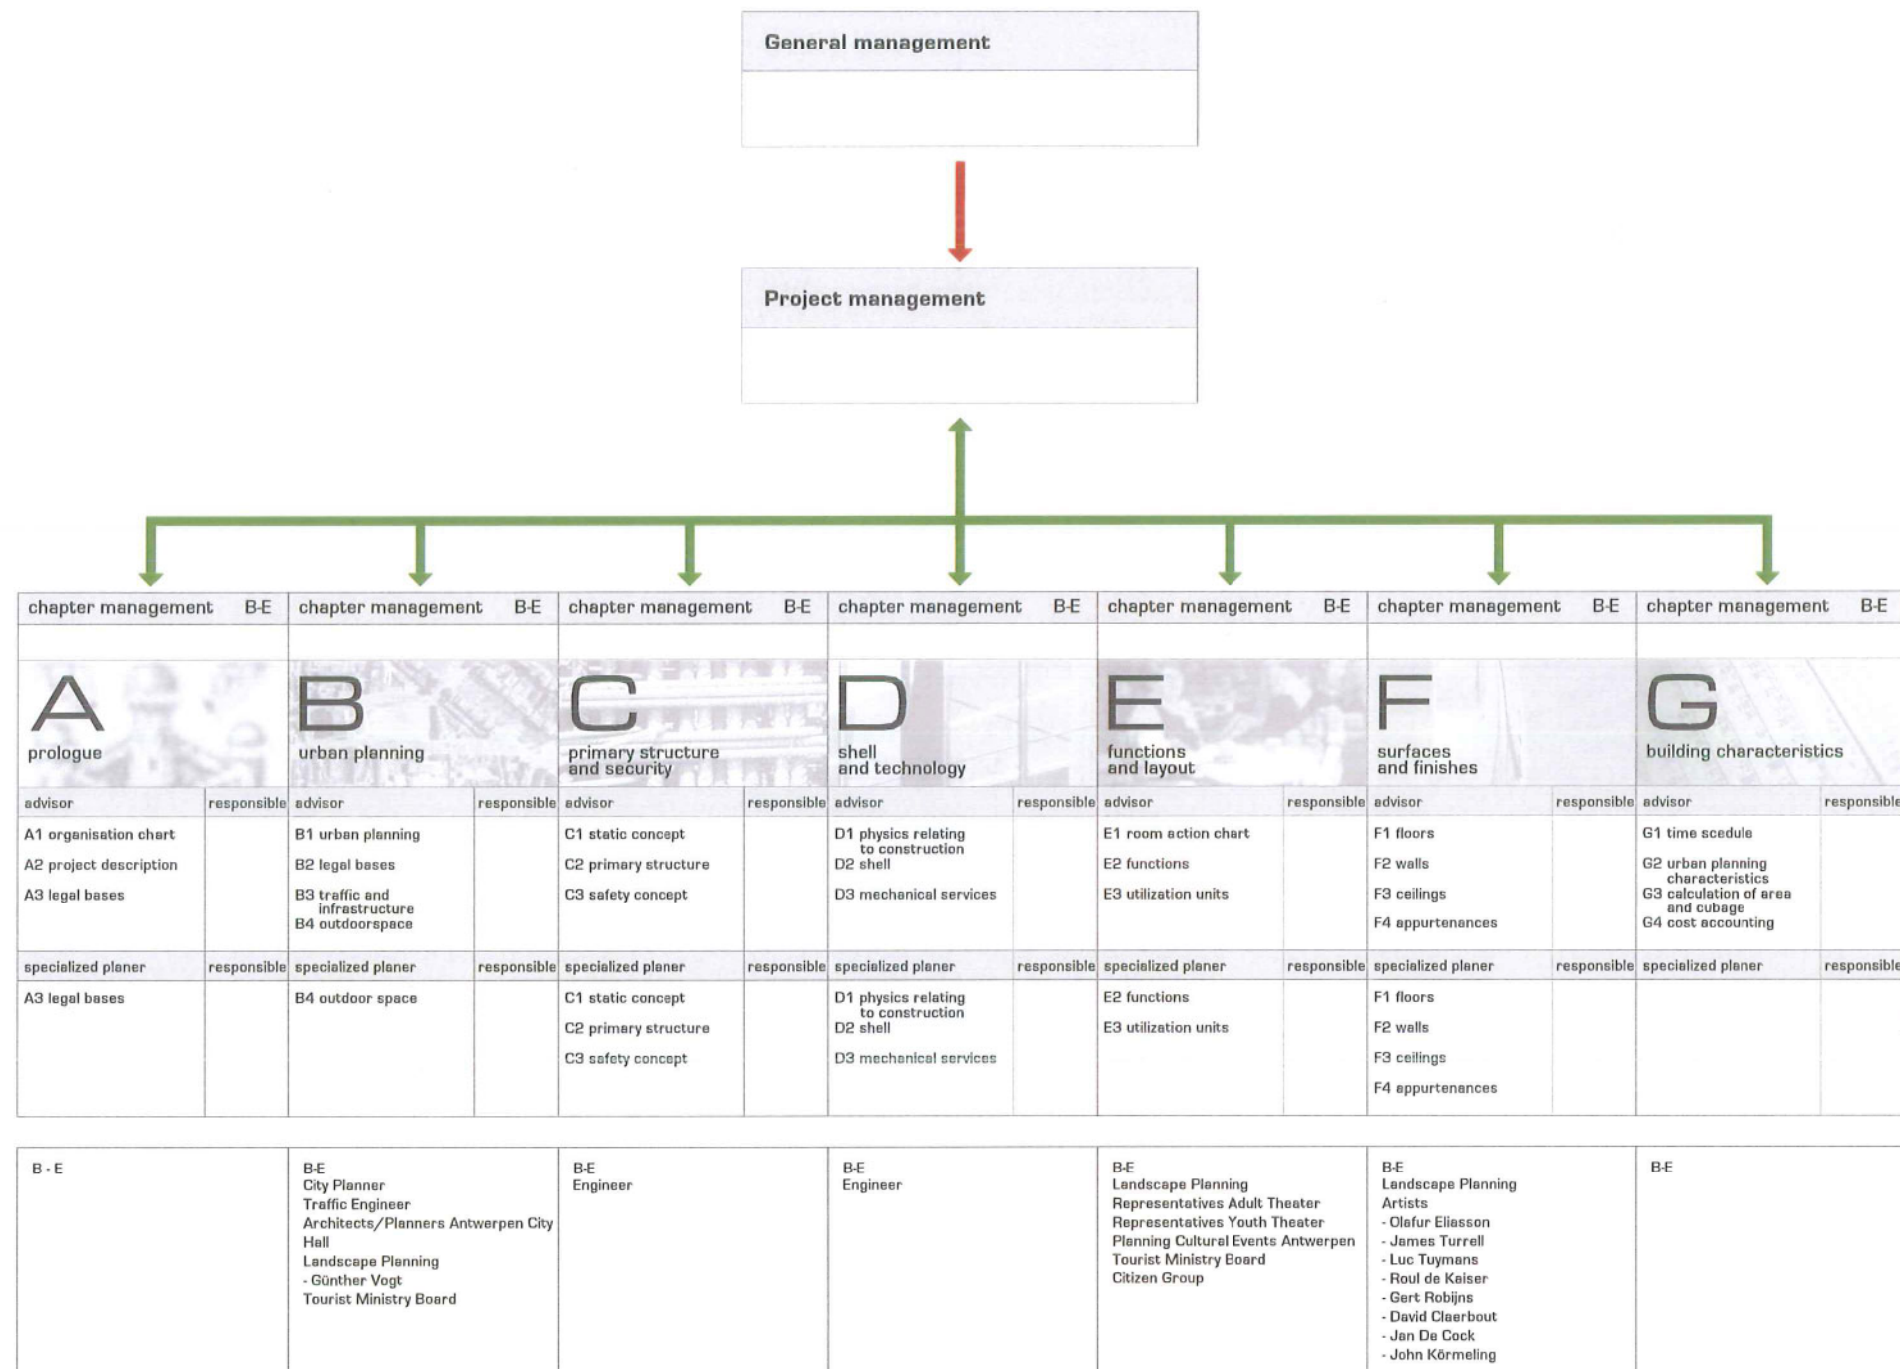 General management
Project management
chapter management B-E
chapter management B-E
chapter management B-E
chapter management B-E
chapter management B-E
chapter management B-E
chapter management B-E
A
prologue
B
urban planning
C
primary structure
and security
D
shell
and technology
E
functions
and layout
F
surfaces
and finishes
G
building characteristics
advisor responsible
advisor responsible
advisor responsible
advisor responsible
advisor responsible
advisor responsible
advisor responsible
A1 organisation chart
A2 project description
A3 legal bases
B1 urban planning
B2 legal bases
B3 traffic and
infrastructure
B4 outdoorspace
C1 static concept
C2 primary structure
C3 safety concept
D1 physics relating
to construction
D2 shell
D3 mechanical services
E1 room action chart
E2 functions
E3 utilization units
F1 floors
F2 walls
F3 ceilings
F4 appurtenances
G1 time scedule
G2 urban planning
characteristics
G3 calculation of area
and cubage
G4 cost accounting
specialized planer responsible
specialized planer responsible
specialized planer responsible
specialized planer responsible
specialized planer responsible
specialized planer responsible
specialized planer responsible
A3 legal bases
B4 outdoor space
C1 static concept
C2 primary structure
C3 safety concept
D1 physics relating
to construction
D2 shell
D3 mechanical services
E2 functions
E3 utilization units
F1 floors
F2 walls
F3 ceilings
F4 appurtenances
B - E
B-E
City Planner
Traffic Engineer
Architects/Planners Antwerpen City
Hall
Landscape Planning
- Günther Vogt
Tourist Ministry Board
B-E
Engineer
B-E
Engineer
B-E
Landscape Planning
Representatives Adult Theater
Representatives Youth Theater
Planning Cultural Events Antwerpen
Tourist Ministry Board
Citizen Group
B-E
Landscape Planning
Artists
- Olafur Eliasson
- James Turrell
- Luc Tuymans
- Roul de Kaiser
- Gert Robijns
- David Claerbout
- Jan De Cock
- John Körmeling
B-E